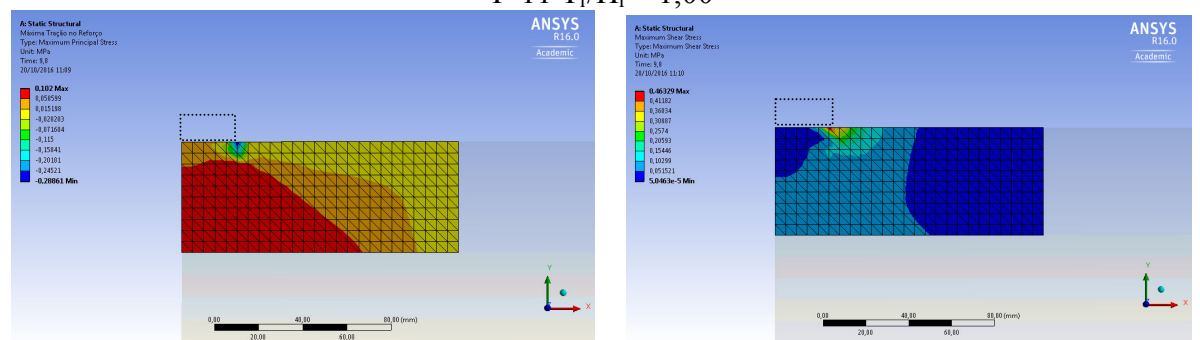 A: Static Structural
Máxima Tração no Reforço
Type: Maximum Principal Stress
Unit: MPa
Time: 9,8
20/10/2016 11:09
0,102 Max
0,058599
0,015198
-0,028203
-0,071604
-0,115
-0,15841
-0,20181
-0,24521
-0,28861 Min
ANSYS
R16.0
Academic
Y
X
0,00 40,00 80,00 (mm)
20,00 60,00
A: Static Structural
Maximum Shear Stress
Type: Maximum Shear Stress
Unit: MPa
Time: 9,8
20/10/2016 11:10
0,46329 Max
0,41182
0,36034
0,30887
0,2574
0,20593
0,15446
0,10299
0,051521
5,0463e-5 Min
ANSYS
R16.0
Academic
Y
X
0,00 40,00 80,00 (mm)
20,00 60,00